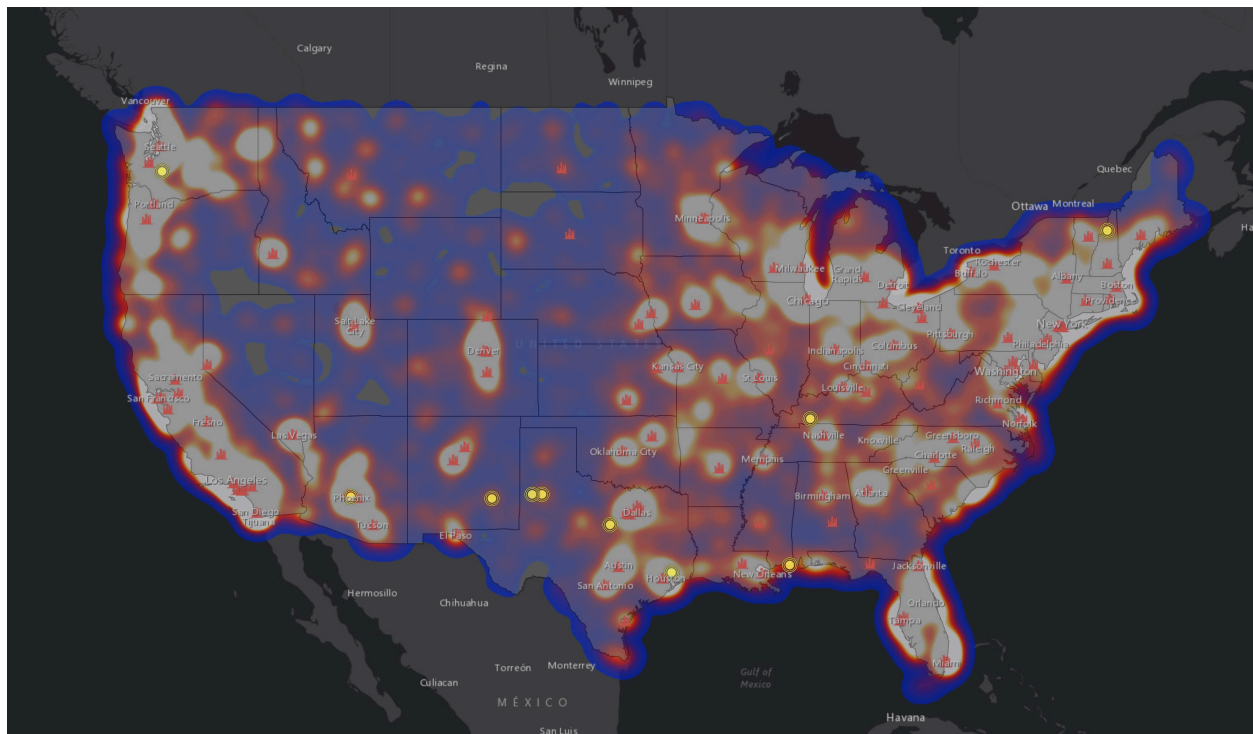 Calgary
Regina
Winnipeg
Vancouver
Seattle
Quebec
Ottawa
Montreal
Portland
Minneapolis
Toronto
Rochester
Buffalo
Milwaukee
Grand
Rapids
Detroit
Albany
Boston
Providence
Chicago
Cleveland
Salt Lake
City
New York
Pittsburgh
Philadelphia
Denver
UNITED STATES
Indianapolis
Columbus
Cincinnati
Washington
Sacramento
Kansas City
St Louis
Louisville
San Francisco
Richmond
Fresno
Norfolk
Las Vegas
Nashville
Knoxville
Greensboro
Raleigh
Oklahoma City
Memphis
Charlotte
Greenville
Los Angeles
Phoenix
Birmingham
Atlanta
San Diego
Tijuana
Tucson
Dallas
El Paso
Austin
Jacksonville
San Antonio
Houston
New Orleans
Hermosillo
Chihuahua
Orlando
Tampa
Torreón
Monterrey
Miami
Culiacan
Gulf of
Mexico
MÉXICO
Havana
San Luis
Ha